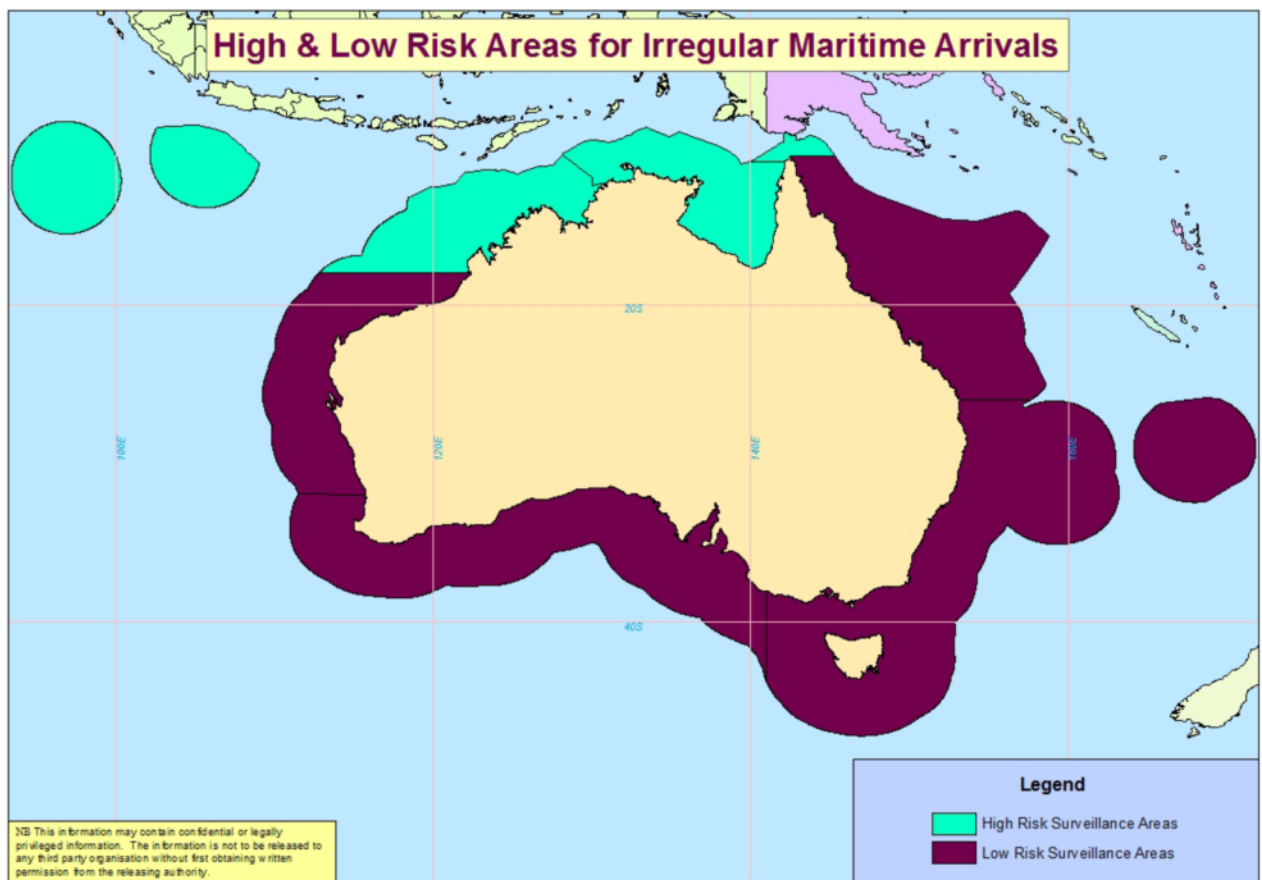 High & Low Risk Areas for Irregular Maritime Arrivals
20S
100E
120E
140E
160E
40S
Legend
High Risk Surveillance Areas
Low Risk Surveillance Areas
NB This information may contain confidential or legally
privileged information. The information is not to be released to
any third party organisation without first obtaining written
permission from the releasing authority.